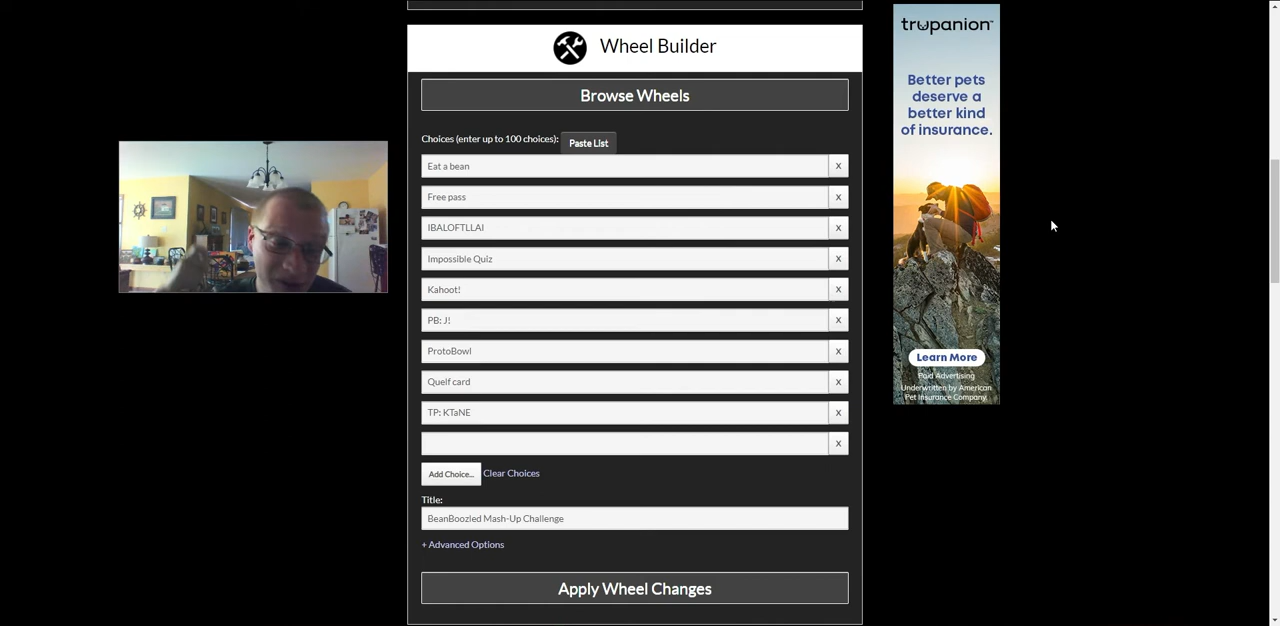 Wheel Builder
Browse Wheels
Choices (enter up to 100 choices): Paste List
Eat a bean X
Free pass X
IBALOFTLLAI X
Impossible Quiz X
Kahoot! X
PB: J! X
ProtoBowl X
Quelf card X
TP: KTaNE X
X
Add Choice... Clear Choices
Title:
BeanBoozled Mash-Up Challenge
+ Advanced Options
Apply Wheel Changes
trupanion™
Better pets
deserve a
better kind
of insurance.
Learn More
Paid Advertising
Underwritten by American
Pet Insurance Company.